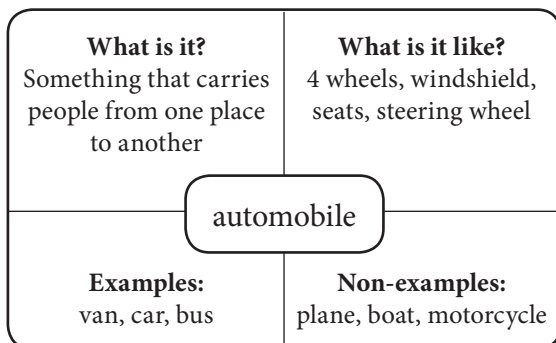 What is it?
Something that carries
people from one place
to another
What is it like?
4 wheels, windshield,
seats, steering wheel
automobile
Examples:
van, car, bus
Non-examples:
plane, boat, motorcycle